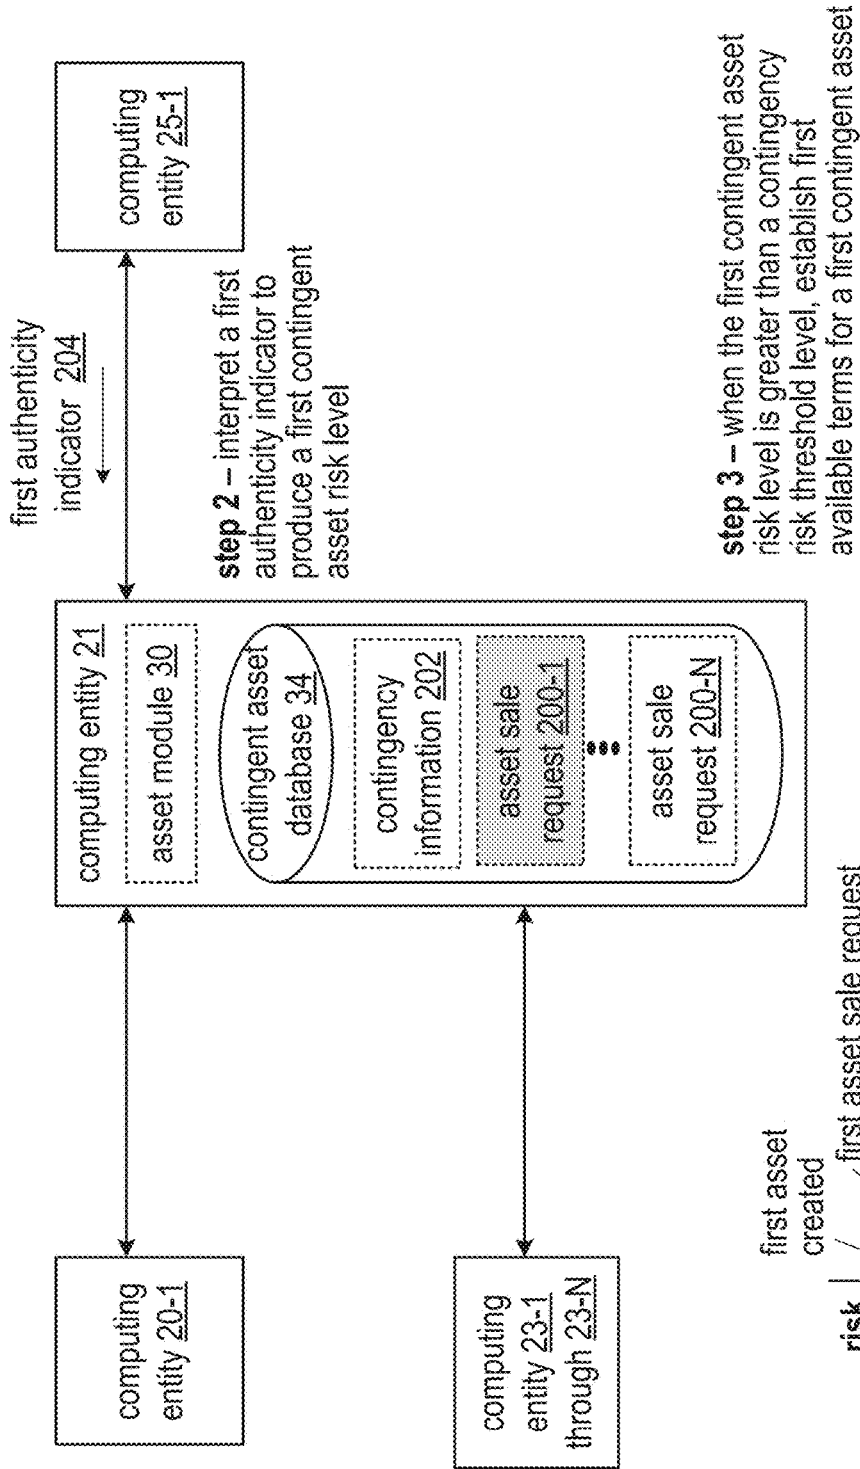 computing
entity 20-1
computing
entity 23-1
through 23-N
computing entity 21
asset module 30
contingent asset
database 34
contingency
information 202
asset sale
request 200-1
asset sale
request 200-N
first authenticity
indicator 204
computing
entity 25-1
step 2 – interpret a first
authenticity indicator to
produce a first contingent
asset risk level
step 3 – when the first contingent asset
risk level is greater than a contingency
risk threshold level, establish first
available terms for a first contingent asset
first asset
created
first asset sale request
risk